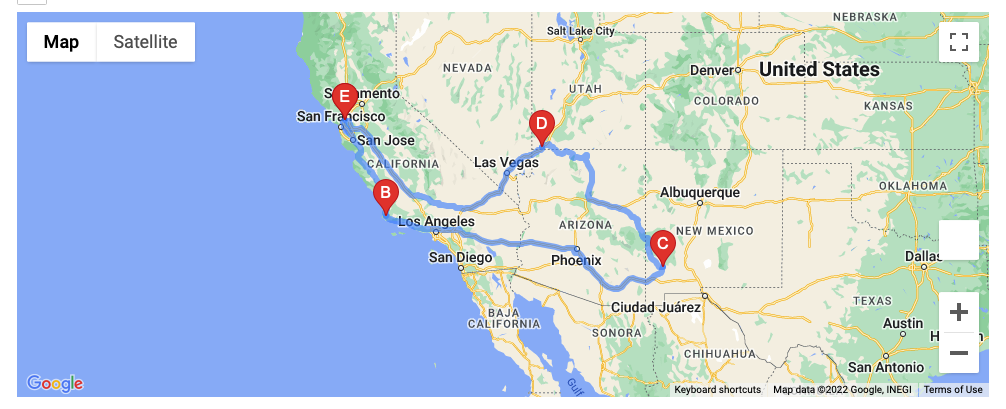 Map
Satellite
NEBRASKA
Salt Lake City
NEVADA
Denver
United States
UTAH
COLORADO
KANSAS
E
San Francisco
San Jose
CALIFORNIA
D
Las Vegas
B
Los Angeles
San Diego
ARIZONA
Phoenix
Albuquerque
NEW MEXICO
C
OKLAHOMA
Dallas
Ciudad Juárez
TEXAS
Austin
San Antonio
BAJA
CALIFORNIA
SONORA
CHIHUAHUA
Gulf
Google
Keyboard shortcuts
Map data ©2022 Google, INEGI
Terms of Use